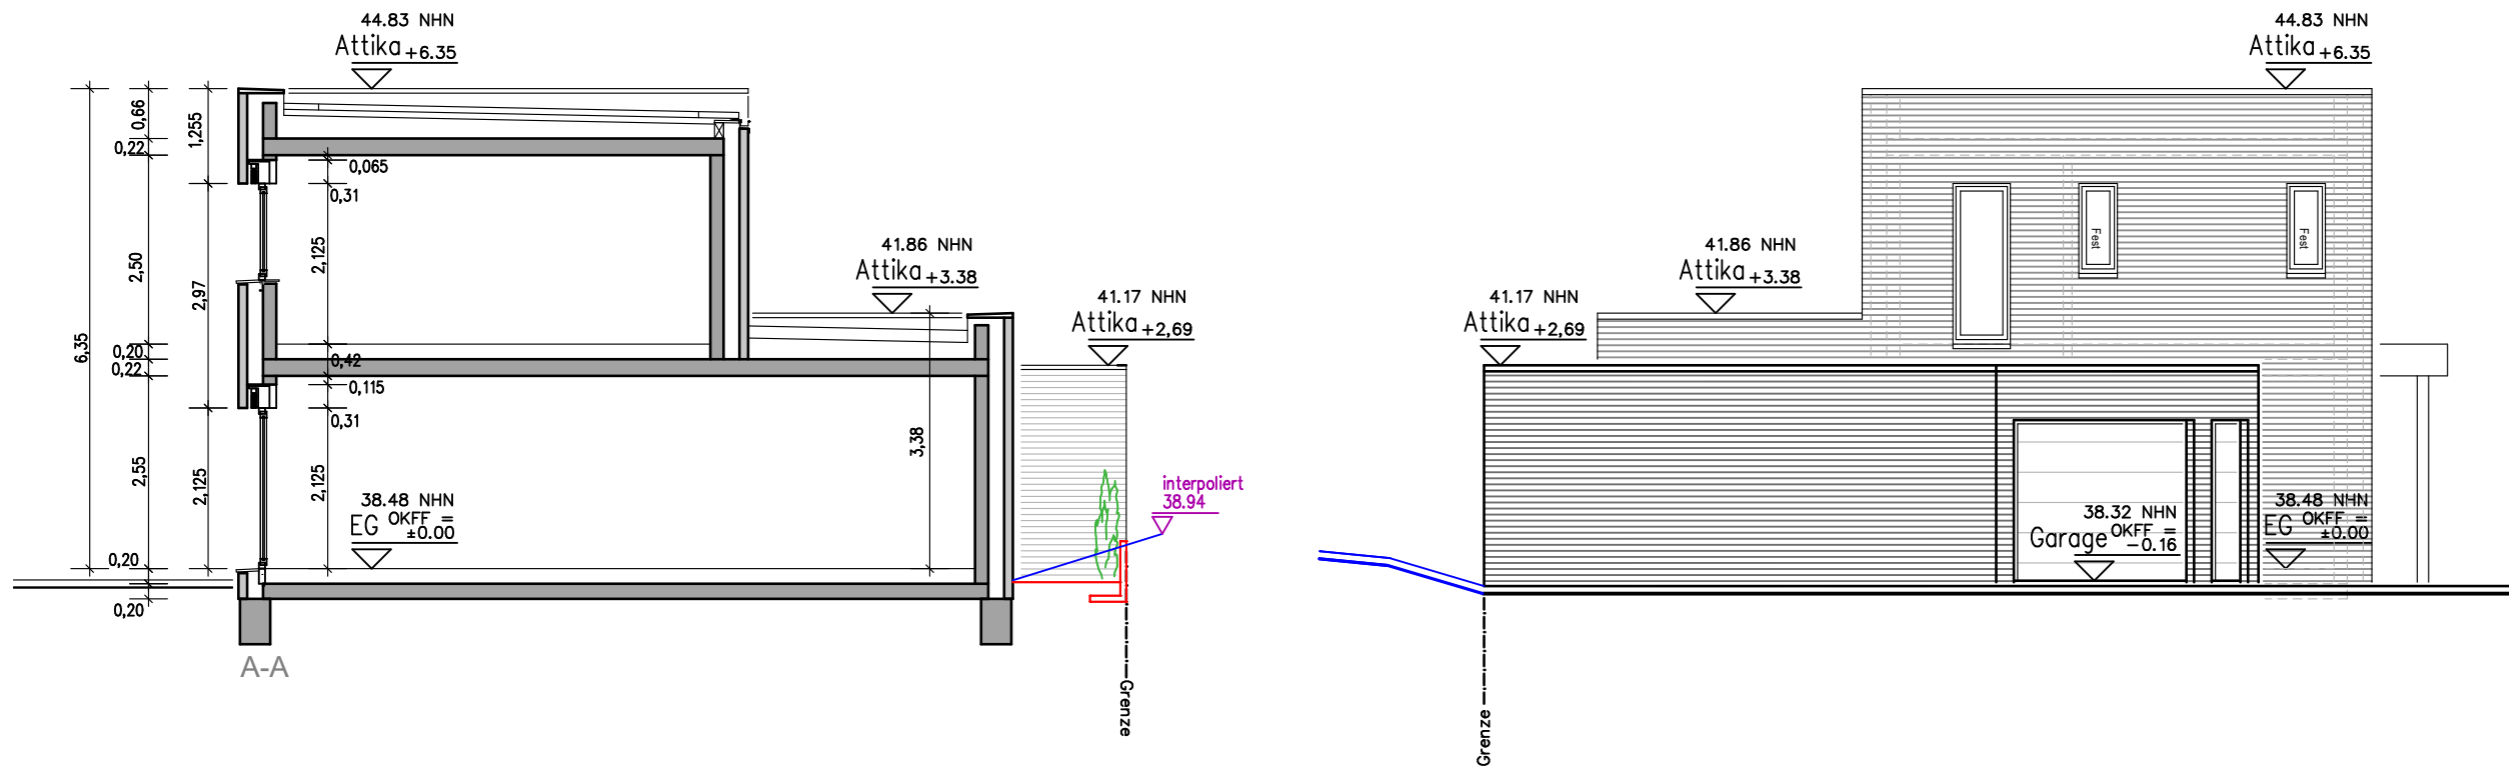 44.83 NHN
Attika +6.35
6,35
0,66
0,22
2,50
0,20
0,22
2,55
0,20
0,20
1,255
2,97
2,125
0,065
0,31
2,125
0,42
0,115
0,31
2,125
38.48 NHN
EG OKFF =
±0.00
41.86 NHN
Attika +3.38
3,38
41.17 NHN
Attika +2,69
interpoliert
38.94
Grenze
A-A
44.83 NHN
Attika +6.35
41.86 NHN
Attika +3.38
41.17 NHN
Attika +2,69
Fest
Fest
38.32 NHN
Garage OKFF =
-0.16
38.48 NHN
EG OKFF =
±0.00
Grenze